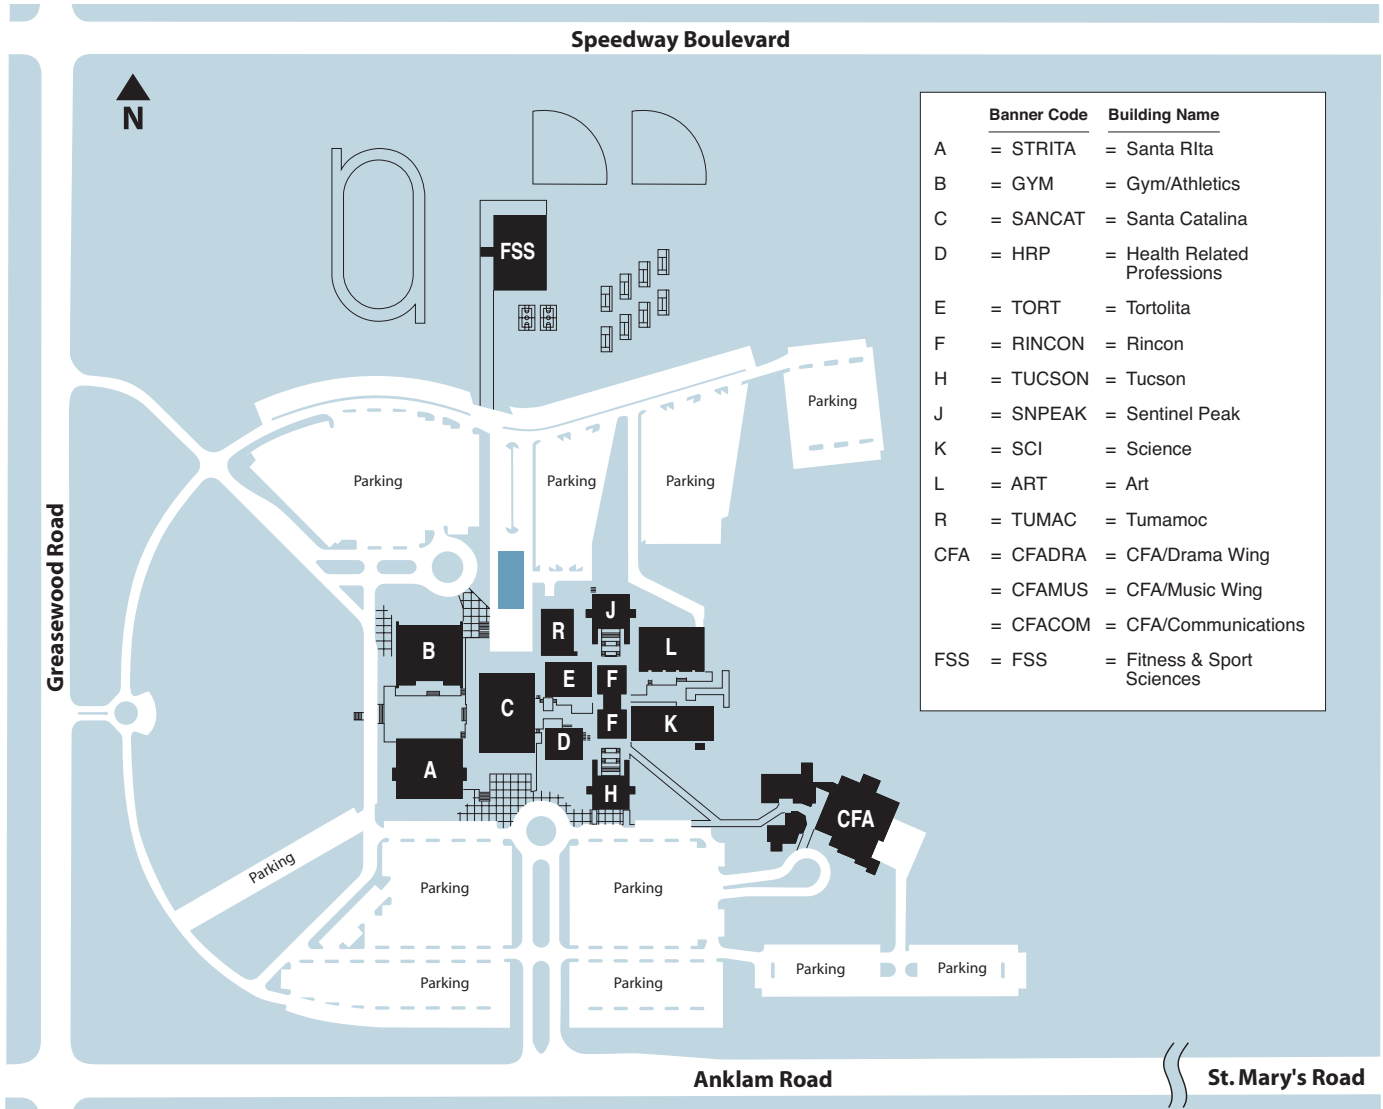 Speedway Boulevard
N
Banner Code Building Name
A = STRITA = Santa RIta
B = GYM = Gym/Athletics
C = SANCAT = Santa Catalina
D = HRP = Health Related
Professions
E = TORT = Tortolita
F = RINCON = Rincon
H = TUCSON = Tucson
J = SNPEAK = Sentinel Peak
K = SCI = Science
L = ART = Art
R = TUMAC = Tumamoc
CFA = CFADRA = CFA/Drama Wing
= CFAMUS = CFA/Music Wing
= CFACOM = CFA/Communications
FSS = FSS = Fitness & Sport
Sciences
FSS
Parking
Parking
Parking
Parking
Greasewood Road
J
R
B
L
E
F
C
F
K
D
A
H
CFA
Parking
Parking
Parking
Parking
Parking
Parking
Parking
Anklam Road
St. Mary's Road